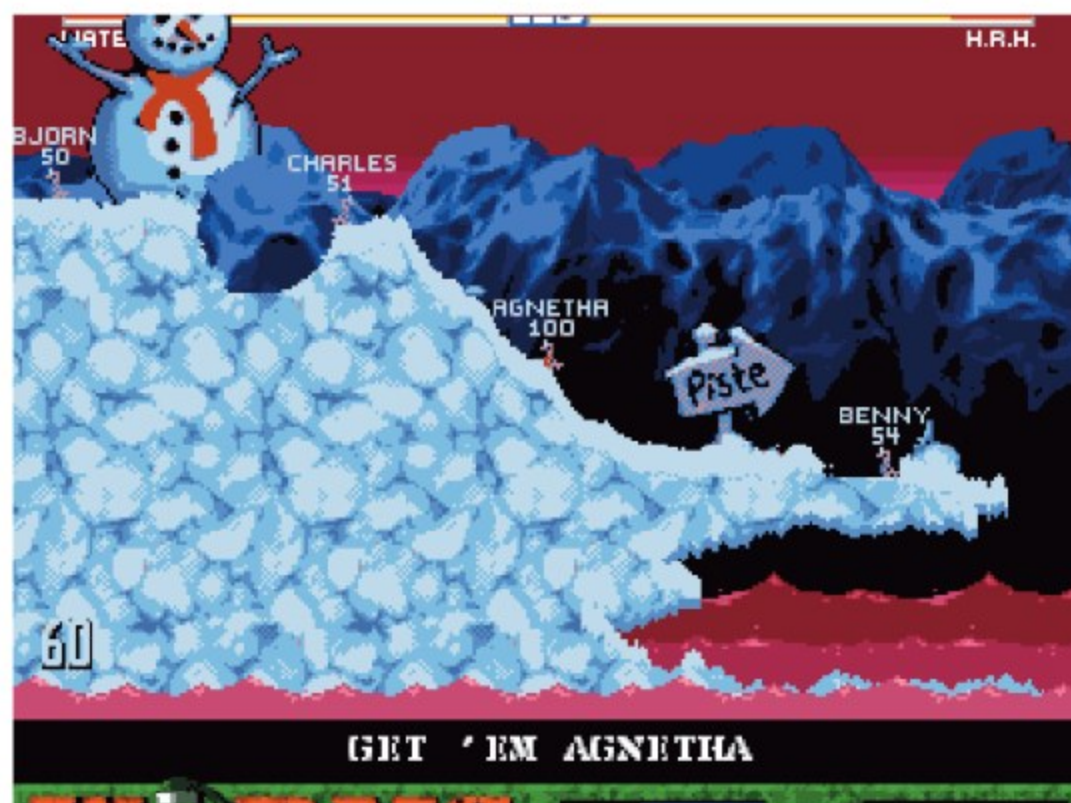 H.R.H.
BJORN
50
CHARLES
51
AGNETHA
100
Piste
BENNY
54
60
GET 'EM AGNETHA